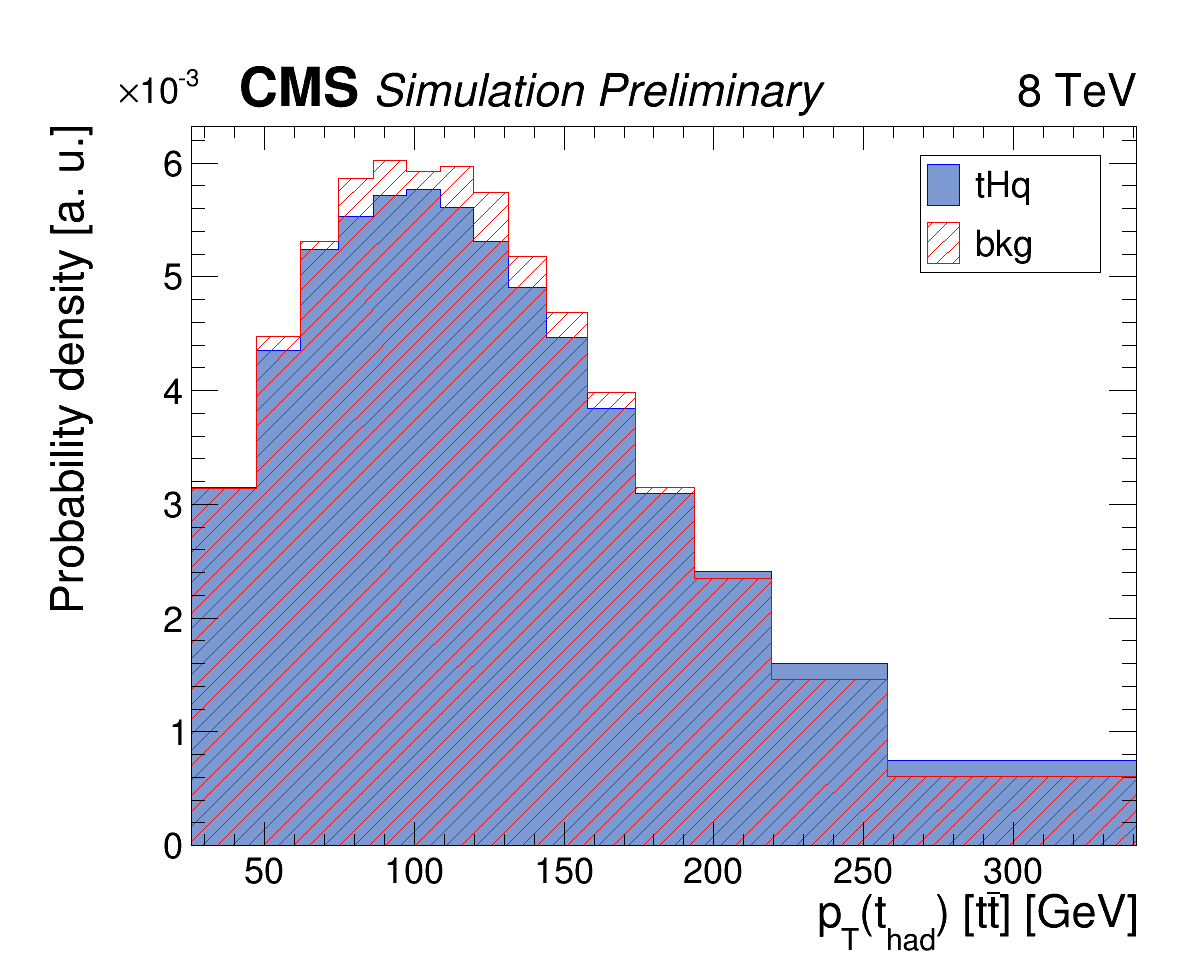 ×10⁻³ CMS Simulation Preliminary 8 TeV
Probability density [a. u.]
6
5
4
3
2
1
0
tHq
bkg
50 100 150 200 250 300
p_T(t_had) [tt̄] [GeV]